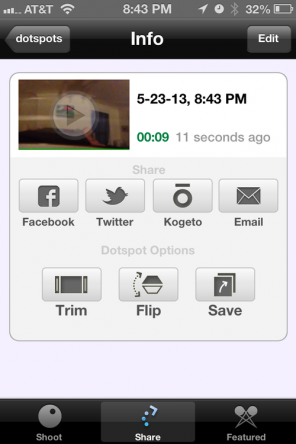 AT&T 8:43 PM 32%
dotspots Info Edit
5-23-13, 8:43 PM
00:09 11 seconds ago
Share
Facebook Twitter Kogeto Email
Dotspot Options
Trim Flip Save
Shoot Share Featured